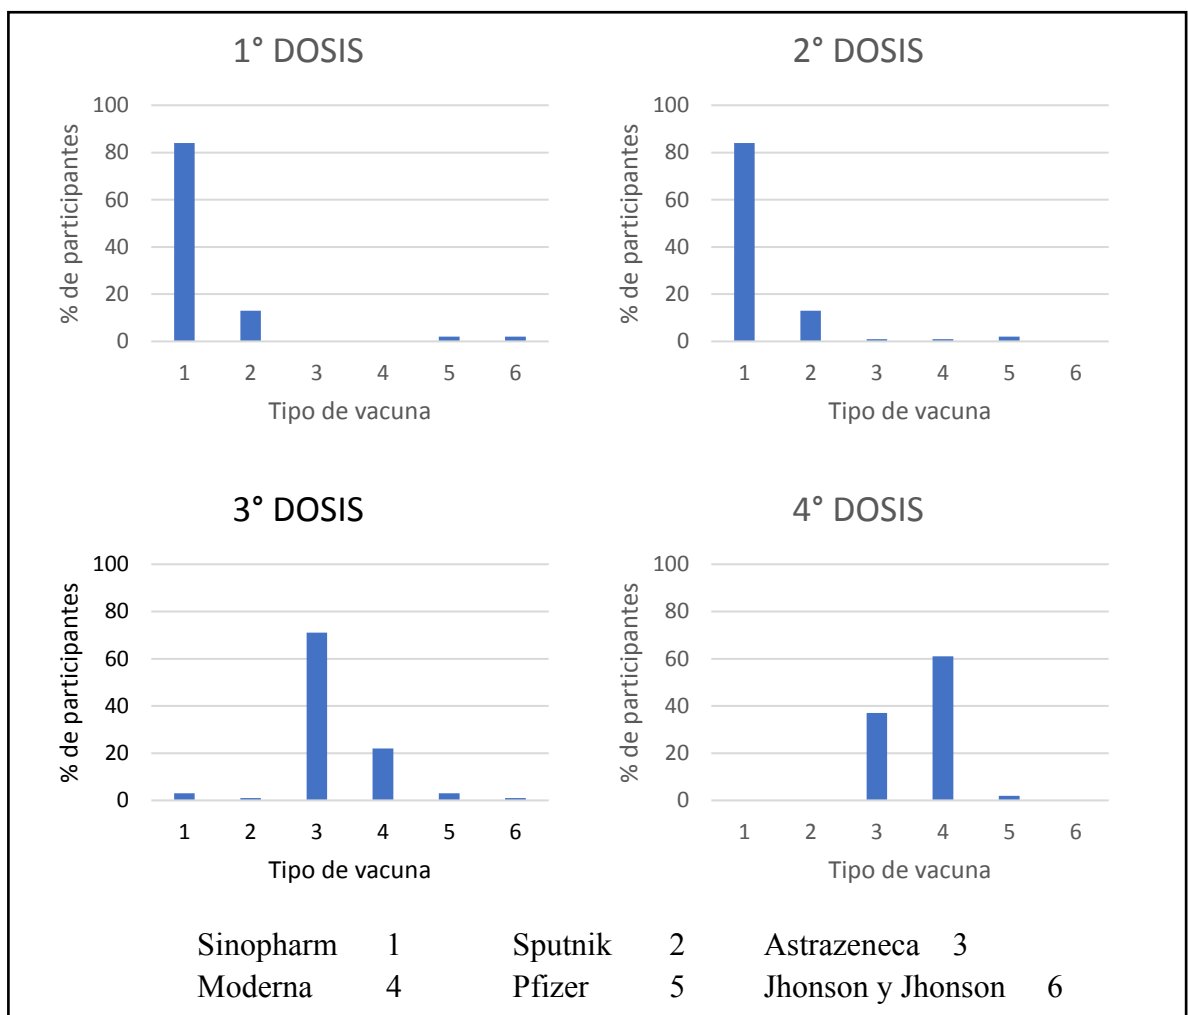 1° DOSIS
% de participantes
100
80
60
40
20
0
1 2 3 4 5 6
Tipo de vacuna
2° DOSIS
% de participantes
100
80
60
40
20
0
1 2 3 4 5 6
Tipo de vacuna
3° DOSIS
% de participantes
100
80
60
40
20
0
1 2 3 4 5 6
Tipo de vacuna
4° DOSIS
% de participantes
100
80
60
40
20
0
1 2 3 4 5 6
Tipo de vacuna
Sinopharm 1 Sputnik 2 Astrazeneca 3
Moderna 4 Pfizer 5 Jhonson y Jhonson 6